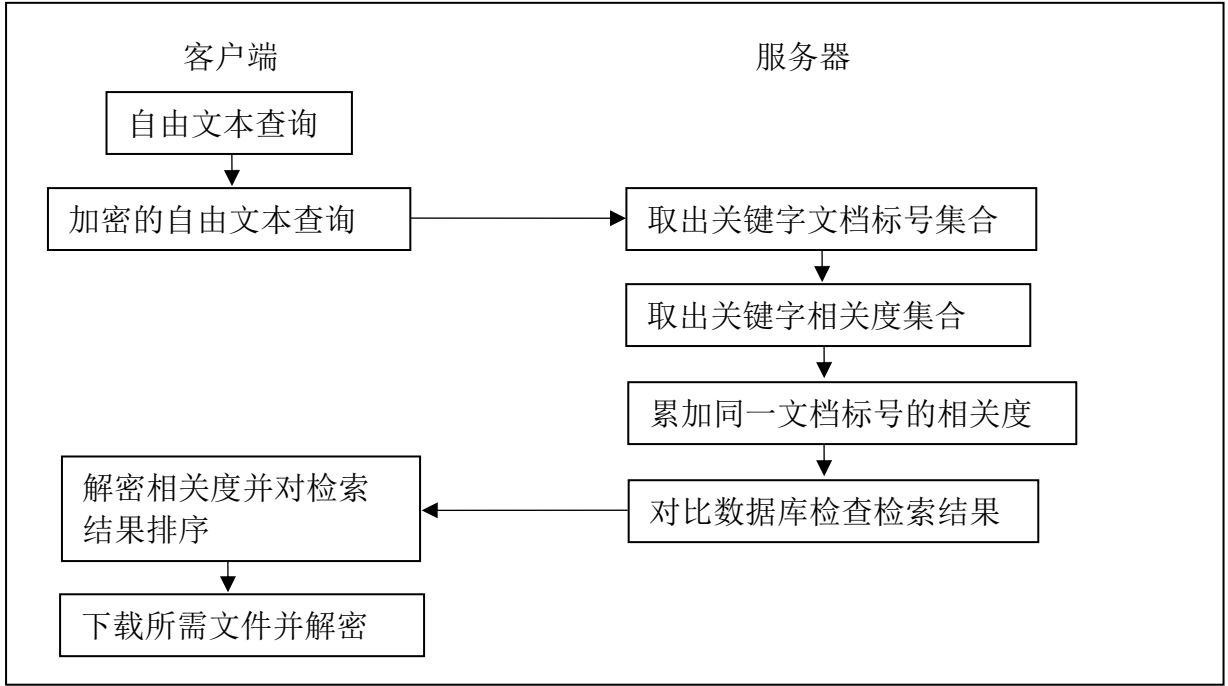 客户端
服务器
自由文本查询
加密的自由文本查询
取出关键字文档标号集合
取出关键字相关度集合
累加同一文档标号的相关度
对比数据库检查检索结果
解密相关度并对检索
结果排序
下载所需文件并解密